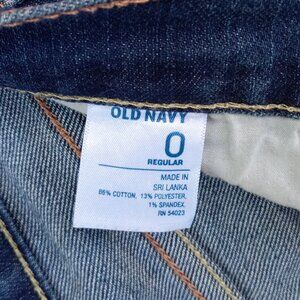 OLD NAVY
0
REGULAR
MADE IN
SRI LANKA
86% COTTON, 13% POLYESTER,
1% SPANDEX
RN 54023